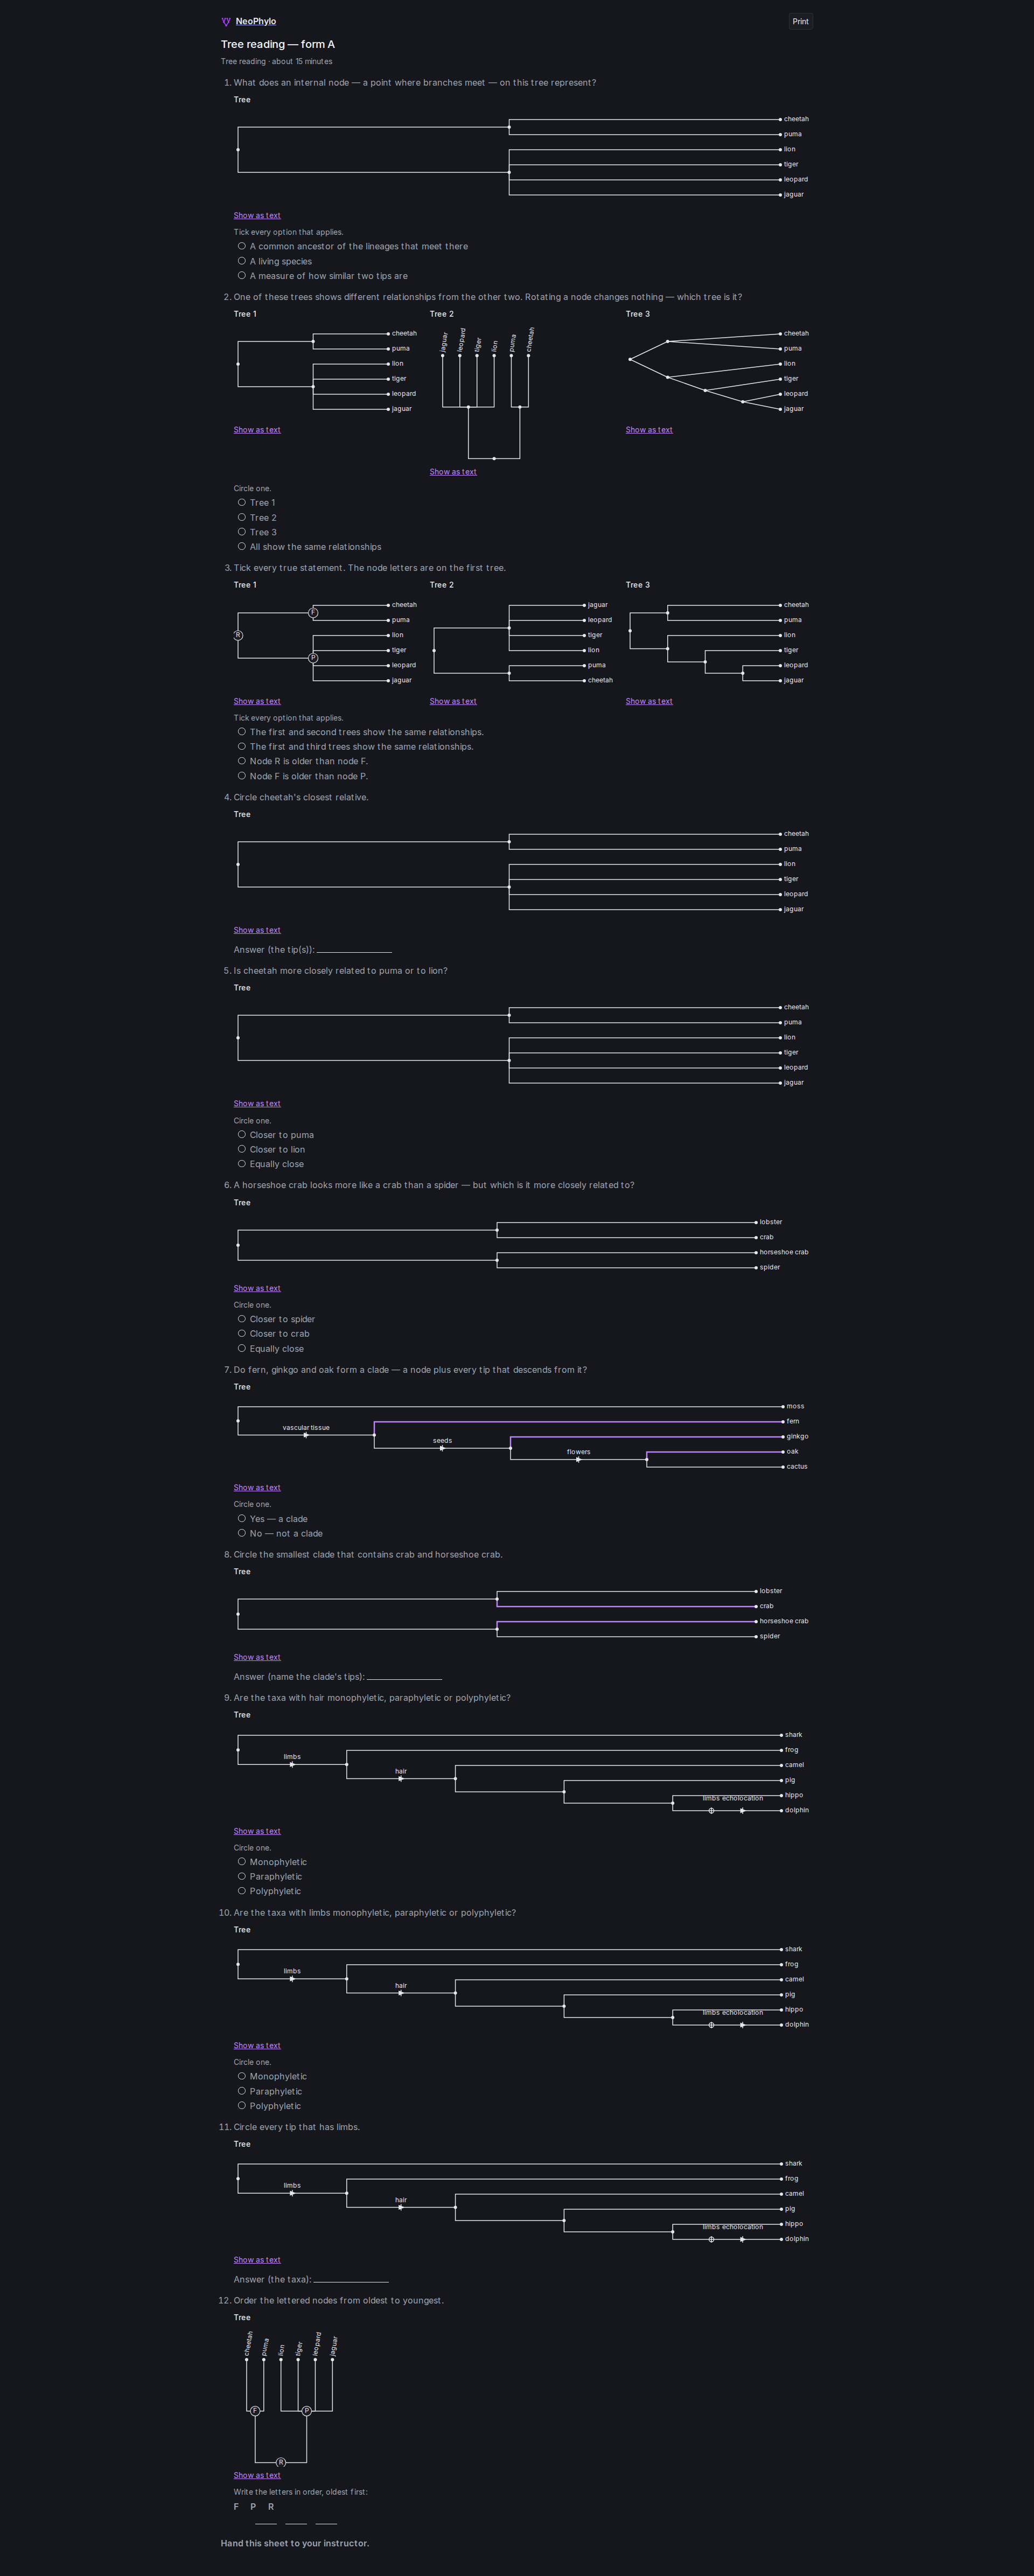 NeoPhylo
Print
Tree reading — form A
Tree reading · about 15 minutes
1. What does an internal node — a point where branches meet — on this tree represent?
Tree
cheetah
puma
lion
tiger
leopard
jaguar
Show as text
Tick every option that applies.
A common ancestor of the lineages that meet there
A living species
A measure of how similar two tips are
2. One of these trees shows different relationships from the other two. Rotating a node changes nothing — which tree is it?
Tree 1
cheetah
puma
lion
tiger
leopard
jaguar
Show as text
Tree 2
jaguar
leopard
tiger
lion
puma
cheetah
Show as text
Tree 3
cheetah
puma
lion
tiger
leopard
jaguar
Show as text
Circle one.
Tree 1
Tree 2
Tree 3
All show the same relationships
3. Tick every true statement. The node letters are on the first tree.
Tree 1
F
R
P
cheetah
puma
lion
tiger
leopard
jaguar
Show as text
Tree 2
jaguar
leopard
tiger
lion
puma
cheetah
Show as text
Tree 3
cheetah
puma
lion
tiger
leopard
jaguar
Show as text
Tick every option that applies.
The first and second trees show the same relationships.
The first and third trees show the same relationships.
Node R is older than node F.
Node F is older than node P.
4. Circle cheetah's closest relative.
Tree
cheetah
puma
lion
tiger
leopard
jaguar
Show as text
Answer (the tip(s)):
5. Is cheetah more closely related to puma or to lion?
Tree
cheetah
puma
lion
tiger
leopard
jaguar
Show as text
Circle one.
Closer to puma
Closer to lion
Equally close
6. A horseshoe crab looks more like a crab than a spider — but which is it more closely related to?
Tree
lobster
crab
horseshoe crab
spider
Show as text
Circle one.
Closer to spider
Closer to crab
Equally close
7. Do fern, ginkgo and oak form a clade — a node plus every tip that descends from it?
Tree
moss
fern
vascular tissue
ginkgo
seeds
oak
flowers
cactus
Show as text
Circle one.
Yes — a clade
No — not a clade
8. Circle the smallest clade that contains crab and horseshoe crab.
Tree
lobster
crab
horseshoe crab
spider
Show as text
Answer (name the clade's tips):
9. Are the taxa with hair monophyletic, paraphyletic or polyphyletic?
Tree
shark
frog
limbs
camel
hair
pig
hippo
limbs echolocation
dolphin
Show as text
Circle one.
Monophyletic
Paraphyletic
Polyphyletic
10. Are the taxa with limbs monophyletic, paraphyletic or polyphyletic?
Tree
shark
frog
limbs
camel
hair
pig
hippo
limbs echolocation
dolphin
Show as text
Circle one.
Monophyletic
Paraphyletic
Polyphyletic
11. Circle every tip that has limbs.
Tree
shark
frog
limbs
camel
hair
pig
hippo
limbs echolocation
dolphin
Show as text
Answer (the taxa):
12. Order the lettered nodes from oldest to youngest.
Tree
cheetah
puma
lion
tiger
leopard
jaguar
F
P
R
Show as text
Write the letters in order, oldest first:
F P R
Hand this sheet to your instructor.